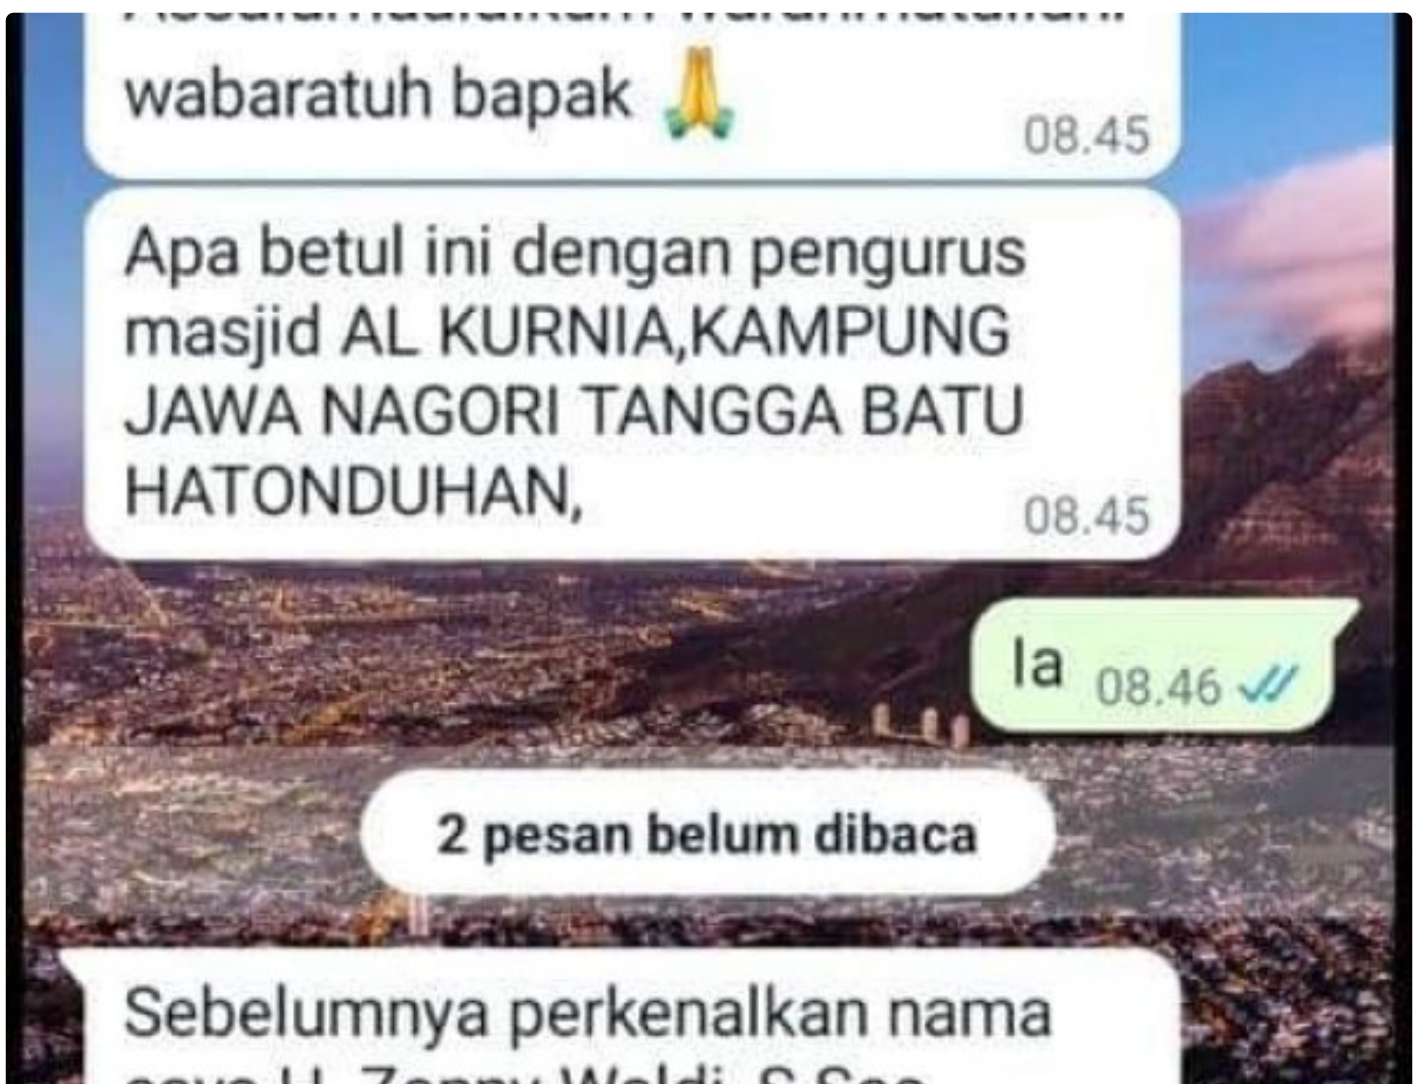 wabaratuh bapak 🙏
08.45
Apa betul ini dengan pengurus
masjid AL KURNIA,KAMPUNG
JAWA NAGORI TANGGA BATU
HATONDUHAN,
08.45
Ia 08.46
2 pesan belum dibaca
Sebelumnya perkenalkan nama